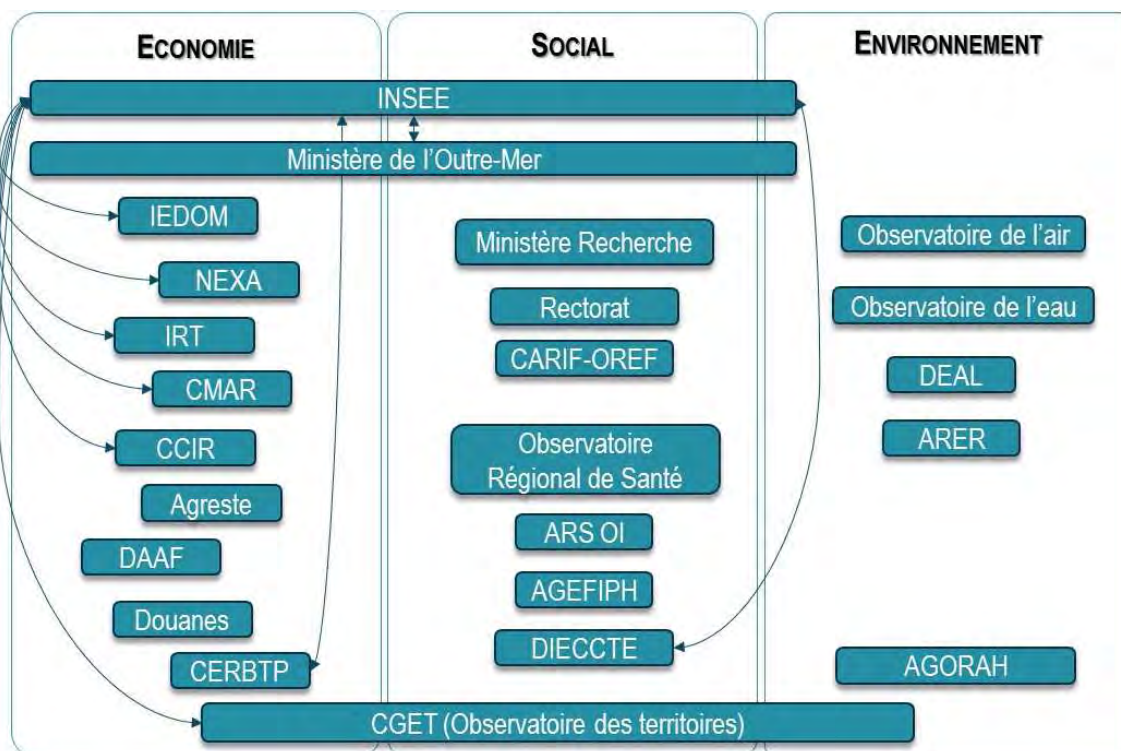 ECONOMIE
SOCIAL
ENVIRONNEMENT
INSEE
Ministère de l'Outre-Mer
IEDOM
NEXA
IRT
CMAR
CCIR
Agreste
DAAF
Douanes
CERBTP
Ministère Recherche
Rectorat
CARIF-OREF
Observatoire
Régional de Santé
ARS OI
AGEFIPH
DIECCTE
Observatoire de l'air
Observatoire de l'eau
DEAL
ARER
AGORAH
CGET (Observatoire des territoires)